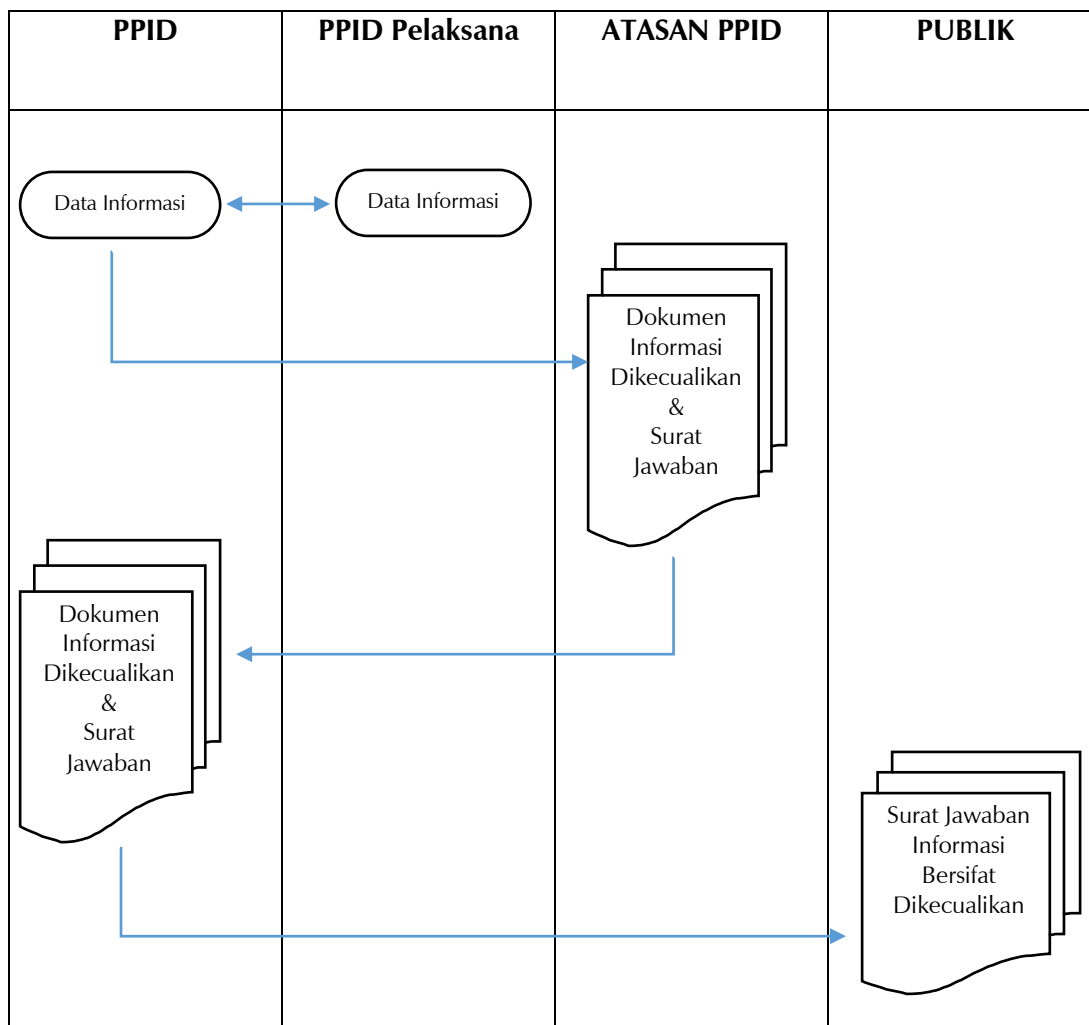 PPID
PPID Pelaksana
ATASAN PPID
PUBLIK
Data Informasi
Data Informasi
Dokumen
Informasi
Dikecualikan
&
Surat
Jawaban
Dokumen
Informasi
Dikecualikan
&
Surat
Jawaban
Surat Jawaban
Informasi
Bersifat
Dikecualikan